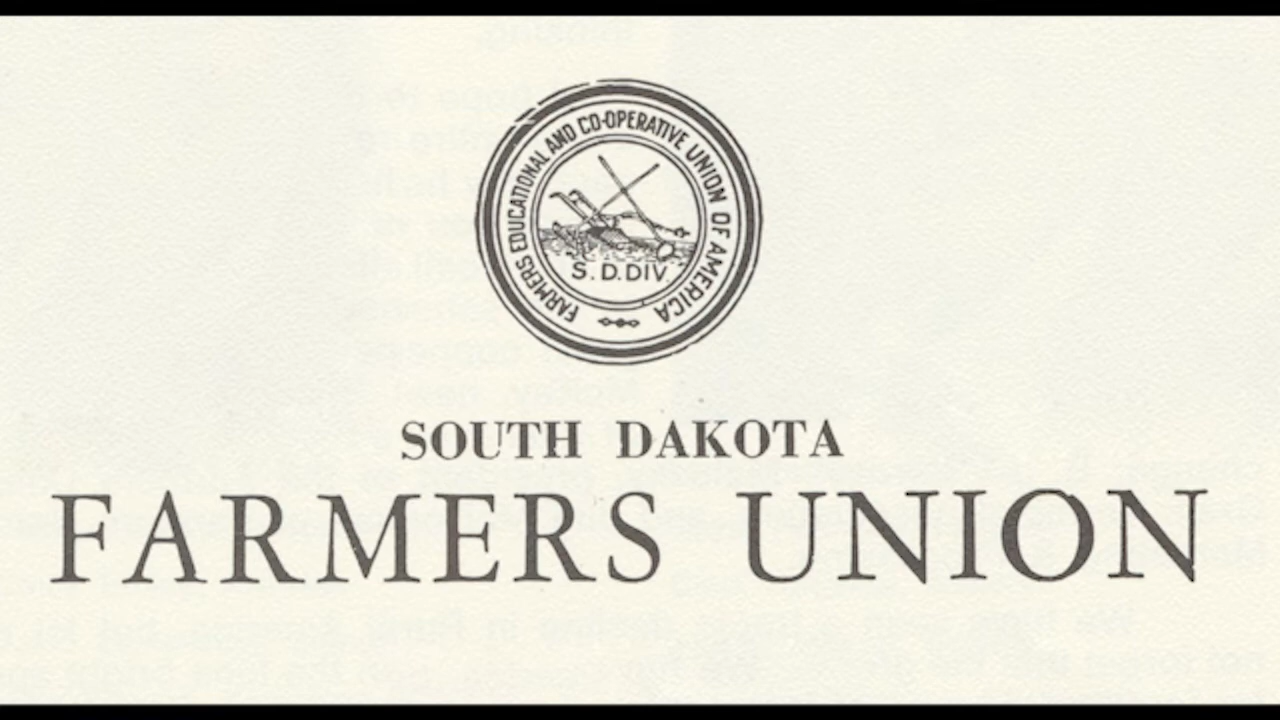 FARMERS EDUCATIONAL AND CO-OPERATIVE UNION OF AMERICA
S.D.DIV.
SOUTH DAKOTA
FARMERS UNION